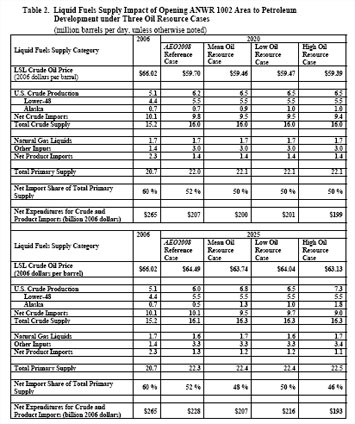 Table 2. Liquid Fuels Supply Impact of Opening ANWR 1002 Area to Petroleum
Development under Three Oil Resource Cases
(million barrels per day, unless otherwise noted)
2006 2020
Liquid Fuels Supply Category AEO2008 Reference Case Mean Oil Resource Case Low Oil Resource Case High Oil Resource Case
LSL Crude Oil Price (2006 dollars per barrel) $66.02 $59.70 $59.46 $59.47 $59.39
U.S. Crude Production 5.1 6.2 6.5 6.5 6.5
Lower-48 4.4 5.5 5.5 5.5 5.5
Alaska 0.7 0.7 0.9 1.0 1.0
Net Crude Imports 10.1 9.8 9.5 9.5 9.4
Total Crude Supply 15.2 16.0 16.0 16.0 16.0
Natural Gas Liquids 1.7 1.7 1.7 1.7 1.7
Other Inputs 1.4 3.0 3.0 3.0 3.0
Net Product Imports 2.3 1.4 1.4 1.4 1.4
Total Primary Supply 20.7 22.0 22.1 22.1 22.1
Net Import Share of Total Primary Supply 60 % 52 % 50 % 50 % 50 %
Net Expenditures for Crude and Product Imports (billion 2006 dollars) $265 $207 $200 $201 $199
2006 2025
Liquid Fuels Supply Category AEO2008 Reference Case Mean Oil Resource Case Low Oil Resource Case High Oil Resource Case
LSL Crude Oil Price (2006 dollars per barrel) $66.02 $64.49 $63.74 $64.04 $63.13
U.S. Crude Production 5.1 6.0 6.8 6.5 7.3
Lower-48 4.4 5.5 5.5 5.5 5.5
Alaska 0.7 0.5 1.3 1.0 1.8
Net Crude Imports 10.1 10.1 9.5 9.7 9.0
Total Crude Supply 15.2 16.1 16.3 16.3 16.3
Natural Gas Liquids 1.7 1.6 1.7 1.6 1.7
Other Inputs 1.4 3.3 3.3 3.3 3.4
Net Product Imports 2.3 1.3 1.2 1.2 1.1
Total Primary Supply 20.7 22.3 22.4 22.4 22.5
Net Import Share of Total Primary Supply 60 % 52 % 48 % 50 % 46 %
Net Expenditures for Crude and Product Imports (billion 2006 dollars) $265 $228 $207 $216 $193